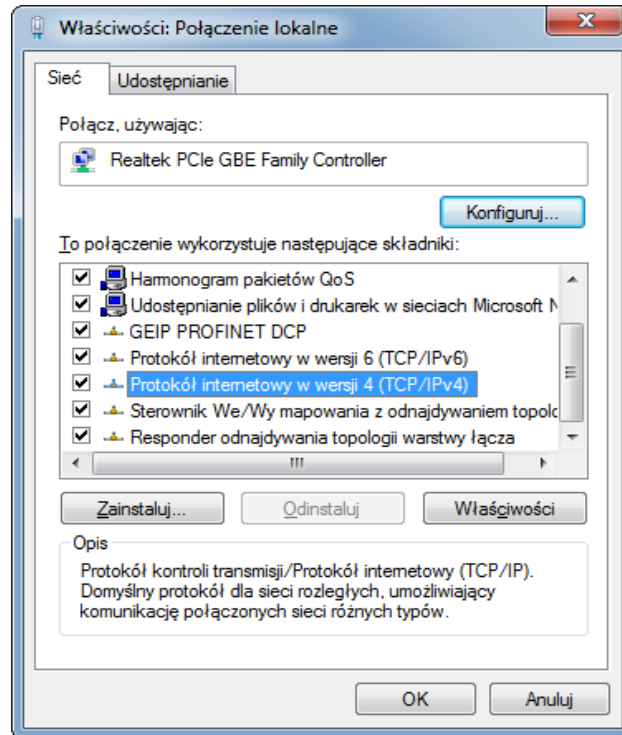 Właściwości: Połączenie lokalne
Sieć
Udostępnianie
Połącz, używając:
Realtek PCIe GBE Family Controller
Konfiguruj...
To połączenie wykorzystuje następujące składniki:
Harmonogram pakietów QoS
Udostępnianie plików i drukarek w sieciach Microsoft N
GEIP PROFINET DCP
Protokół internetowy w wersji 6 (TCP/IPv6)
Protokół internetowy w wersji 4 (TCP/IPv4)
Sterownik We/Wy mapowania z odnajdywaniem topolo
Responder odnajdywania topologii warstwy łącza
Zainstaluj...
Odinstaluj
Właściwości
Opis
Protokół kontroli transmisji/Protokół internetowy (TCP/IP).
Domyślny protokół dla sieci rozległych, umożliwiający
komunikację połączonych sieci różnych typów.
OK
Anuluj